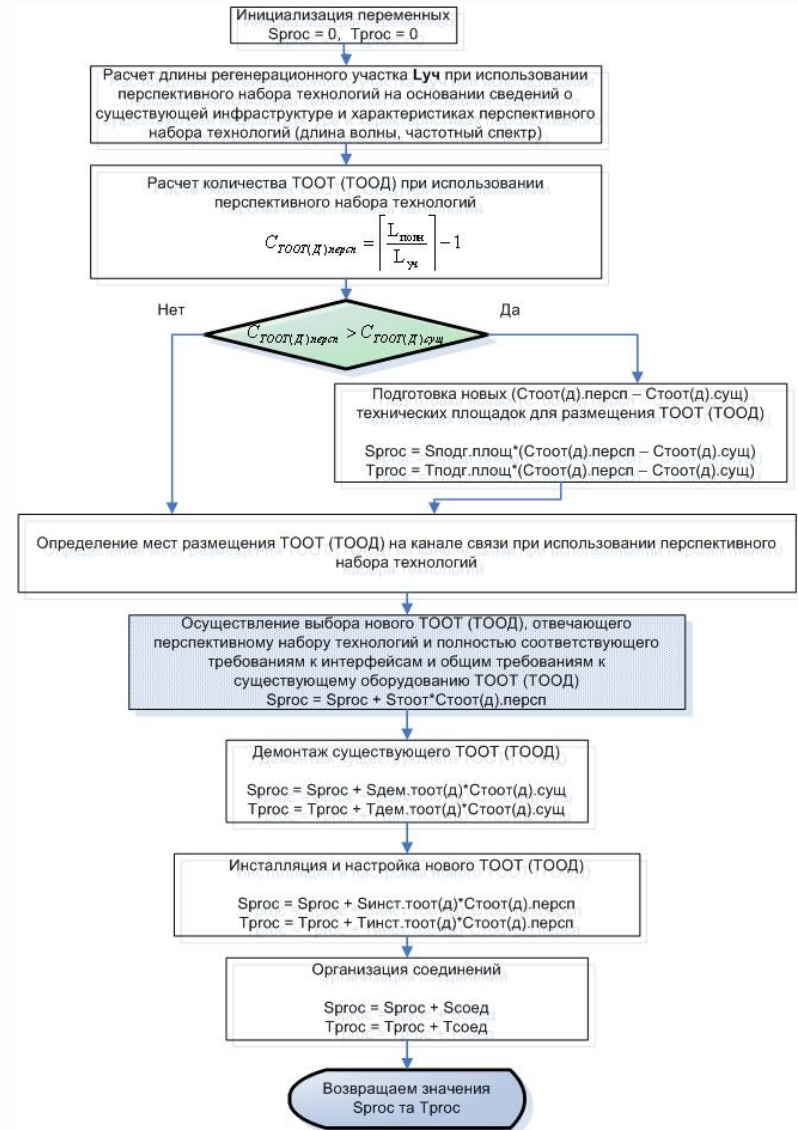 Инициализация переменных
Sproc = 0, Tproc = 0
Расчет длины регенерационного участка Lуч при использовании
перспективного набора технологий на основании сведений о
существующей инфраструктуре и характеристиках перспективного
набора технологий (длина волны, частотный спектр)
Расчет количества ТООТ (ТООД) при использовании
перспективного набора технологий
C_ТООТ(Д)персп = ⌈L_полн / L_уч⌉ − 1
Нет
Да
C_ТООТ(Д)персп > C_ТООТ(Д)сущ
Подготовка новых (Стоот(д).персп – Стоот(д).сущ)
технических площадок для размещения ТООТ (ТООД)
Sproc = Sподг.площ*(Стоот(д).персп – Стоот(д).сущ)
Tproc = Тподг.площ*(Стоот(д).персп – Стоот(д).сущ)
Определение мест размещения ТООТ (ТООД) на канале связи при использовании перспективного
набора технологий
Осуществление выбора нового ТООТ (ТООД), отвечающего
перспективному набору технологий и полностью соответствующего
требованиям к интерфейсам и общим требованиям к
существующему оборудованию ТООТ (ТООД)
Sproc = Sproc + Sтоот*Стоот(д).персп
Демонтаж существующего ТООТ (ТООД)
Sproc = Sproc + Sдем.тоот(д)*Стоот(д).сущ
Tproc = Tproc + Тдем.тоот(д)*Стоот(д).сущ
Инсталляция и настройка нового ТООТ (ТООД)
Sproc = Sproc + Sинст.тоот(д)*Стоот(д).персп
Tproc = Tproc + Тинст.тоот(д)*Стоот(д).персп
Организация соединений
Sproc = Sproc + Sсоед
Tproc = Tproc + Тсоед
Возвращаем значения
Sproc та Tproc